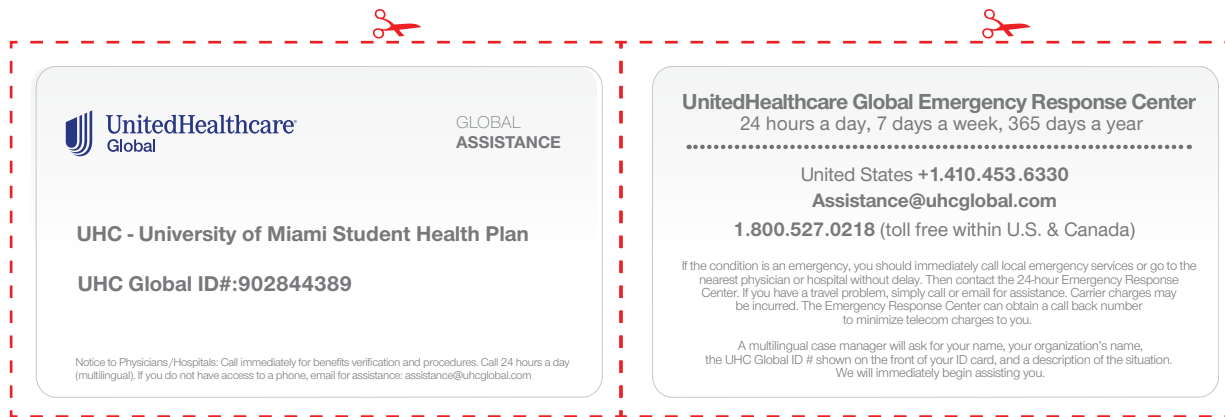 UnitedHealthcare®
Global
GLOBAL
ASSISTANCE
UHC - University of Miami Student Health Plan
UHC Global ID#:902844389
Notice to Physicians/Hospitals: Call immediately for benefits verification and procedures. Call 24 hours a day
(multilingual). If you do not have access to a phone, email for assistance: assistance@uhcglobal.com
UnitedHealthcare Global Emergency Response Center
24 hours a day, 7 days a week, 365 days a year
United States +1.410.453.6330
Assistance@uhcglobal.com
1.800.527.0218 (toll free within U.S. & Canada)
If the condition is an emergency, you should immediately call local emergency services or go to the
nearest physician or hospital without delay. Then contact the 24-hour Emergency Response
Center. If you have a travel problem, simply call or email for assistance. Carrier charges may
be incurred. The Emergency Response Center can obtain a call back number
to minimize telecom charges to you.
A multilingual case manager will ask for your name, your organization's name,
the UHC Global ID # shown on the front of your ID card, and a description of the situation.
We will immediately begin assisting you.